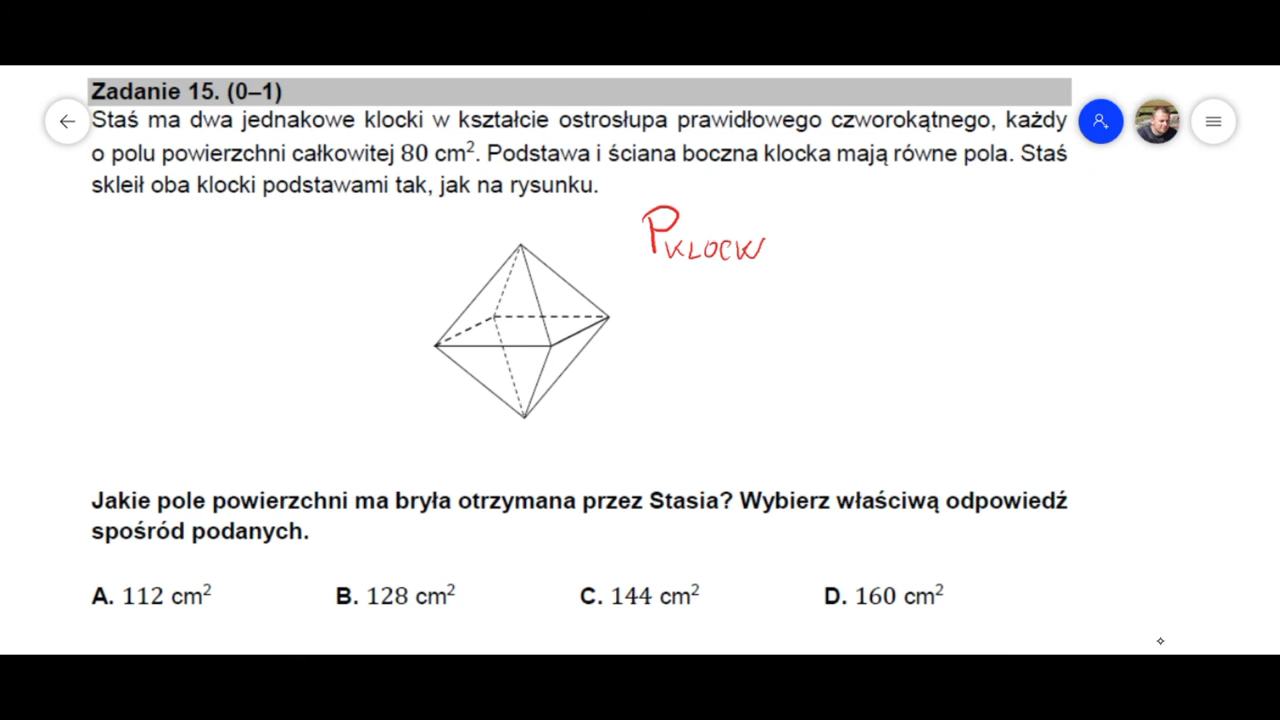 Zadanie 15. (0–1)
Staś ma dwa jednakowe klocki w kształcie ostrosłupa prawidłowego czworokątnego, każdy
o polu powierzchni całkowitej 80 cm². Podstawa i ściana boczna klocka mają równe pola. Staś
skleił oba klocki podstawami tak, jak na rysunku.
PKLOCK
Jakie pole powierzchni ma bryła otrzymana przez Stasia? Wybierz właściwą odpowiedź
spośród podanych.
A. 112 cm² B. 128 cm² C. 144 cm² D. 160 cm²